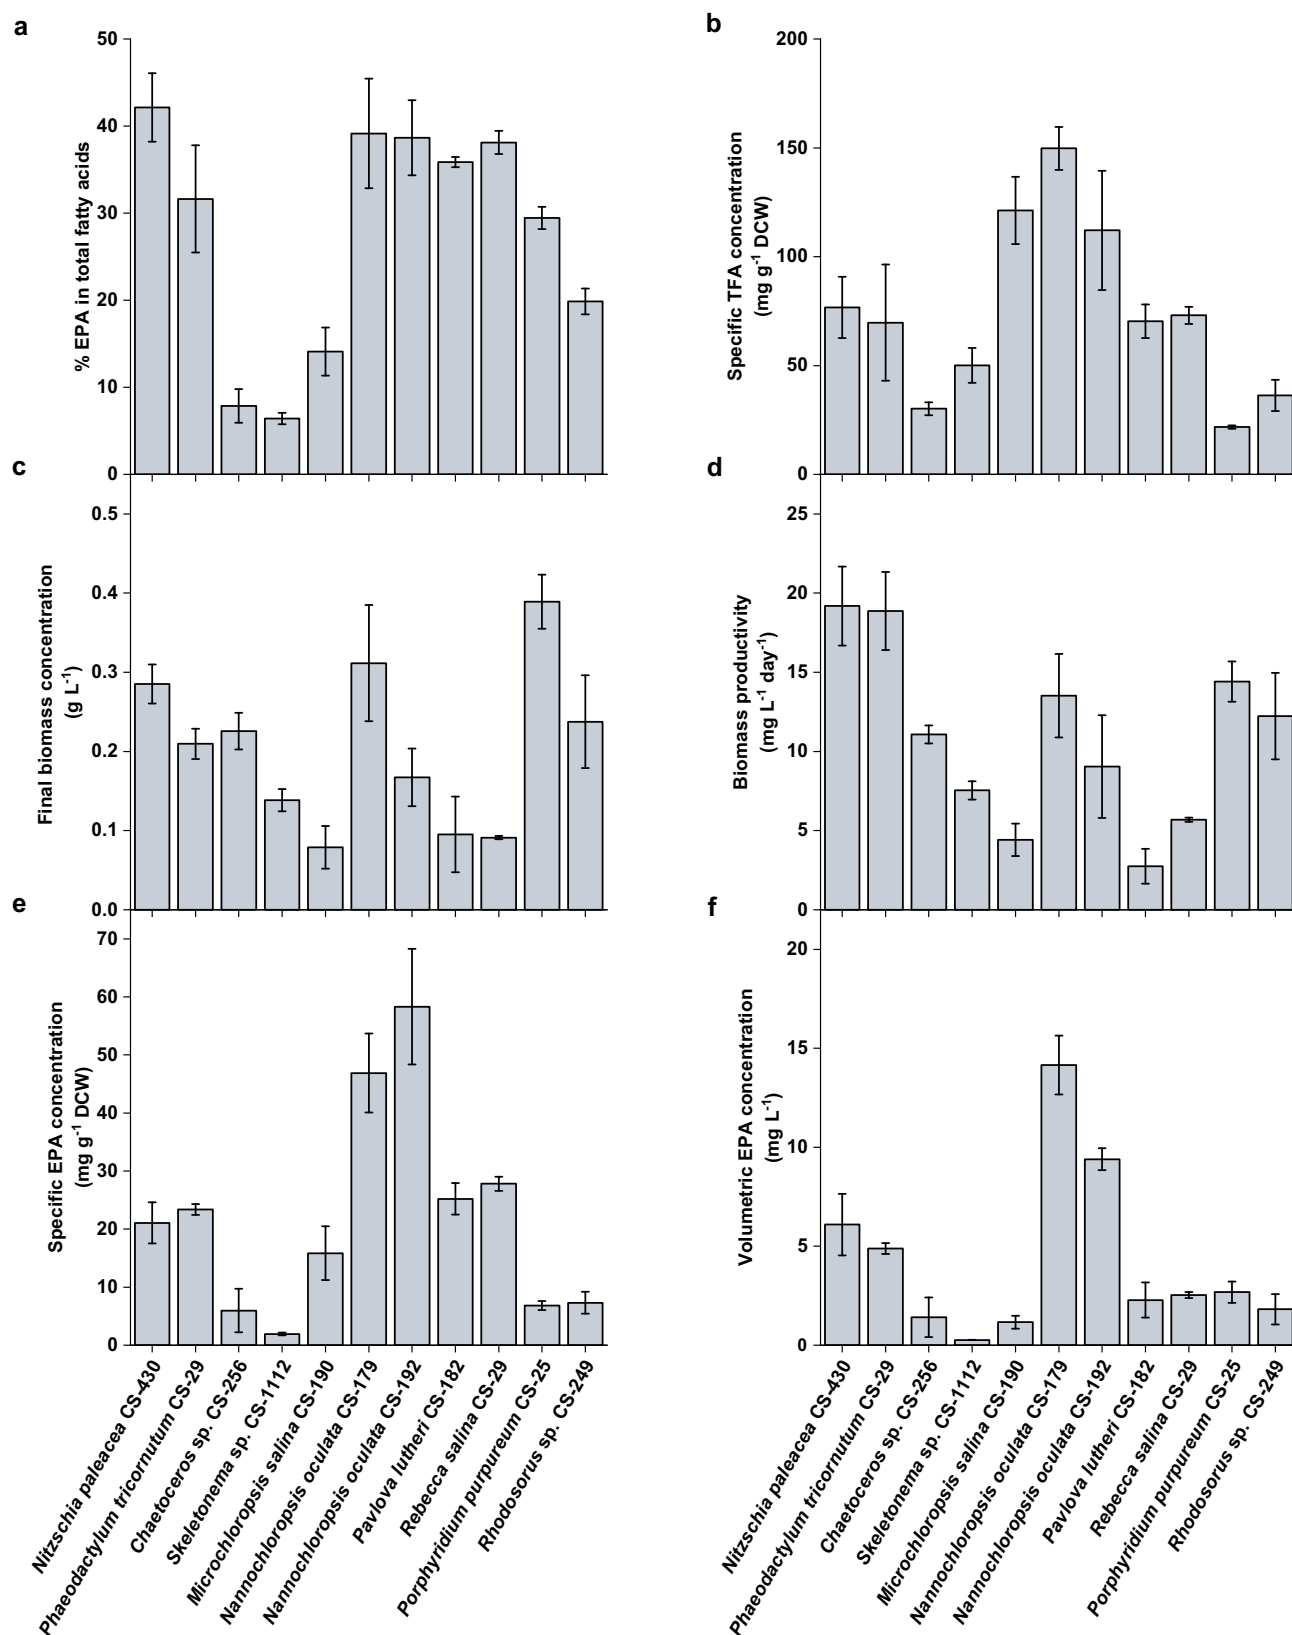 a
50
40
30
20
10
0
% EPA in total fatty acids
b
200
150
100
50
0
Specific TFA concentration
(mg g⁻¹ DCW)
c
0.5
0.4
0.3
0.2
0.1
0.0
Final biomass concentration
(g L⁻¹)
d
25
20
15
10
5
0
Biomass productivity
(mg L⁻¹ day⁻¹)
e
70
60
50
40
30
20
10
0
Specific EPA concentration
(mg g⁻¹ DCW)
Nitzschia paleacea CS-430
Phaeodactylum tricornutum CS-29
Chaetoceros sp. CS-256
Skeletonema sp. CS-1112
Microchloropsis salina CS-190
Nannochloropsis oculata CS-179
Nannochloropsis oculata CS-192
Pavlova lutheri CS-182
Rebecca salina CS-29
Porphyridium purpureum CS-25
Rhodosorus sp. CS-249
f
20
15
10
5
0
Volumetric EPA concentration
(mg L⁻¹)
Nitzschia paleacea CS-430
Phaeodactylum tricornutum CS-29
Chaetoceros sp. CS-256
Skeletonema sp. CS-1112
Microchloropsis salina CS-190
Nannochloropsis oculata CS-179
Nannochloropsis oculata CS-192
Pavlova lutheri CS-182
Rebecca salina CS-29
Porphyridium purpureum CS-25
Rhodosorus sp. CS-249